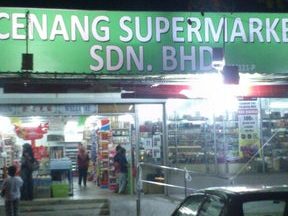 CENANG SUPERMARKE
SDN. BHD